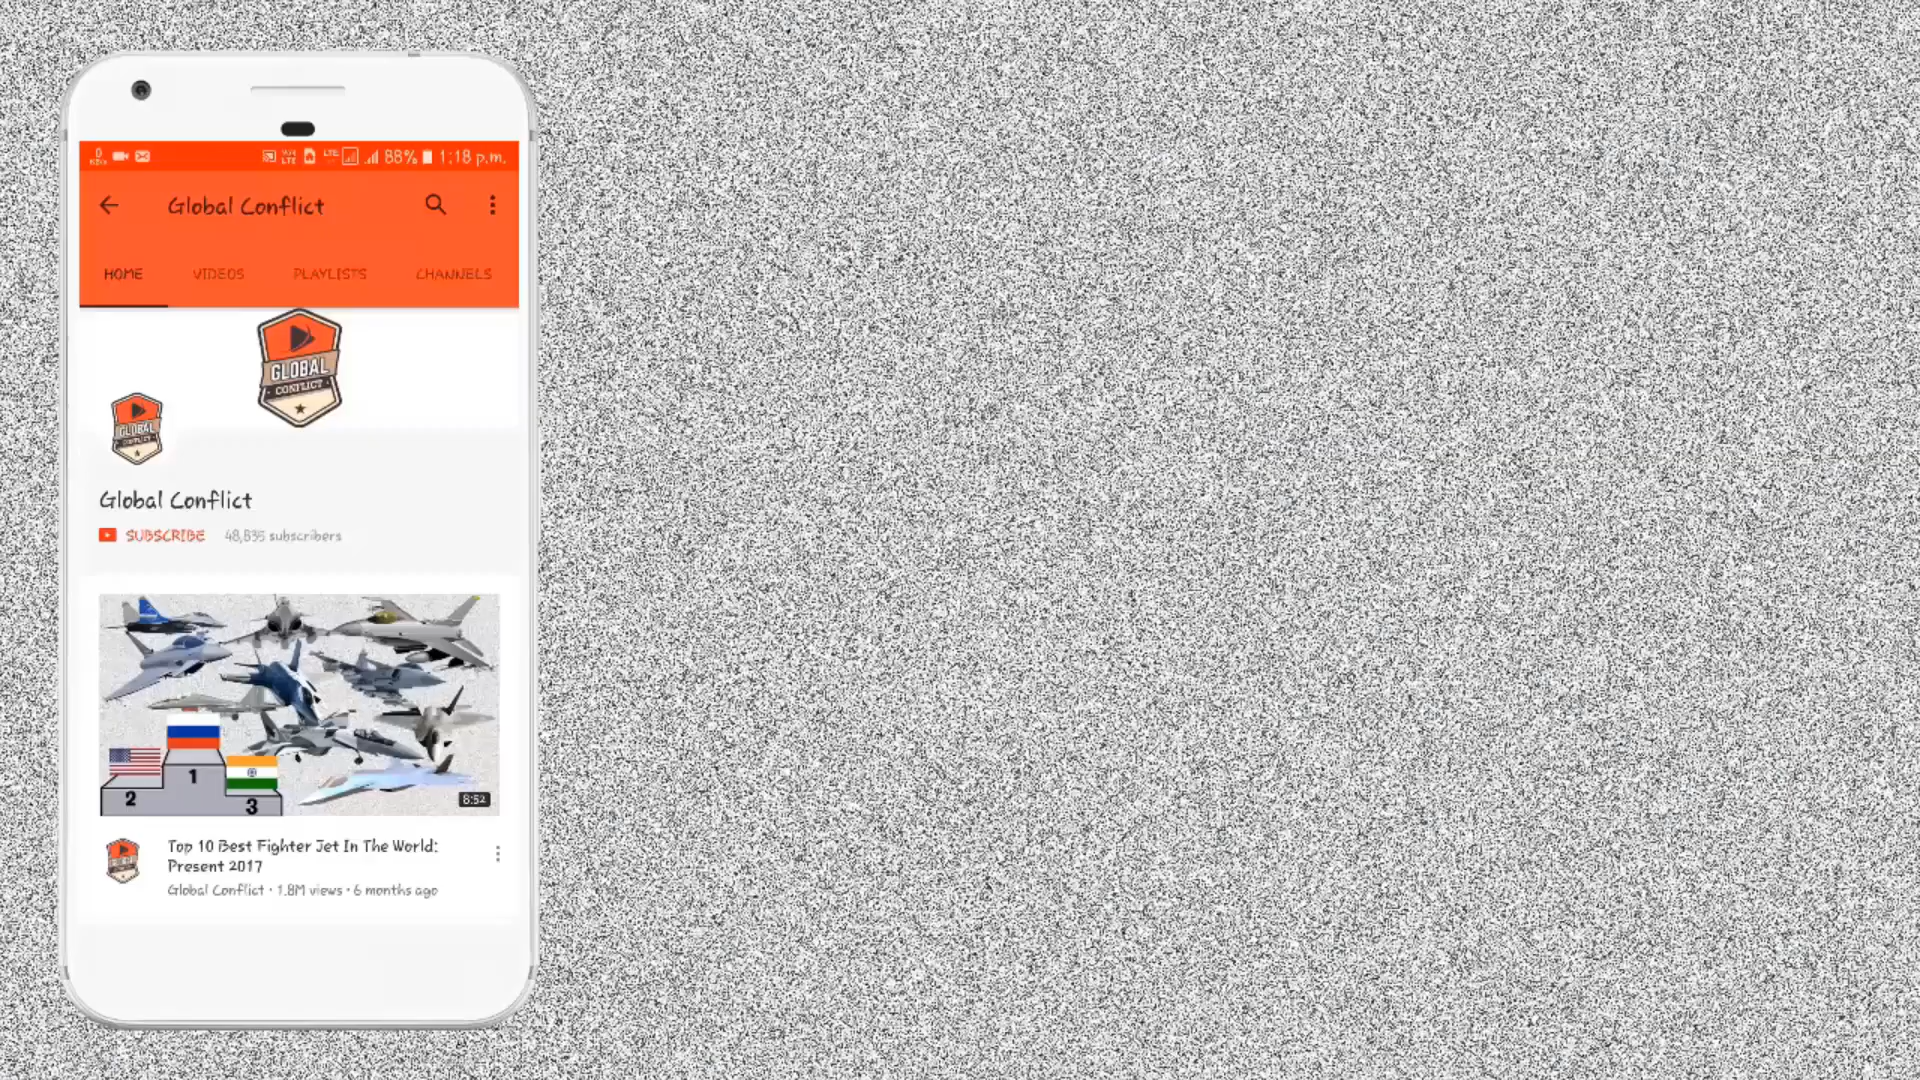 88% 1:18 p.m.
Global Conflict
HOME VIDEOS PLAYLISTS CHANNELS
GLOBAL
CONFLICT
GLOBAL
CONFLICT
Global Conflict
SUBSCRIBE 48,835 subscribers
1
2
3
8:52
Top 10 Best Fighter Jet In The World:
Present 2017
Global Conflict • 1.8M views • 6 months ago